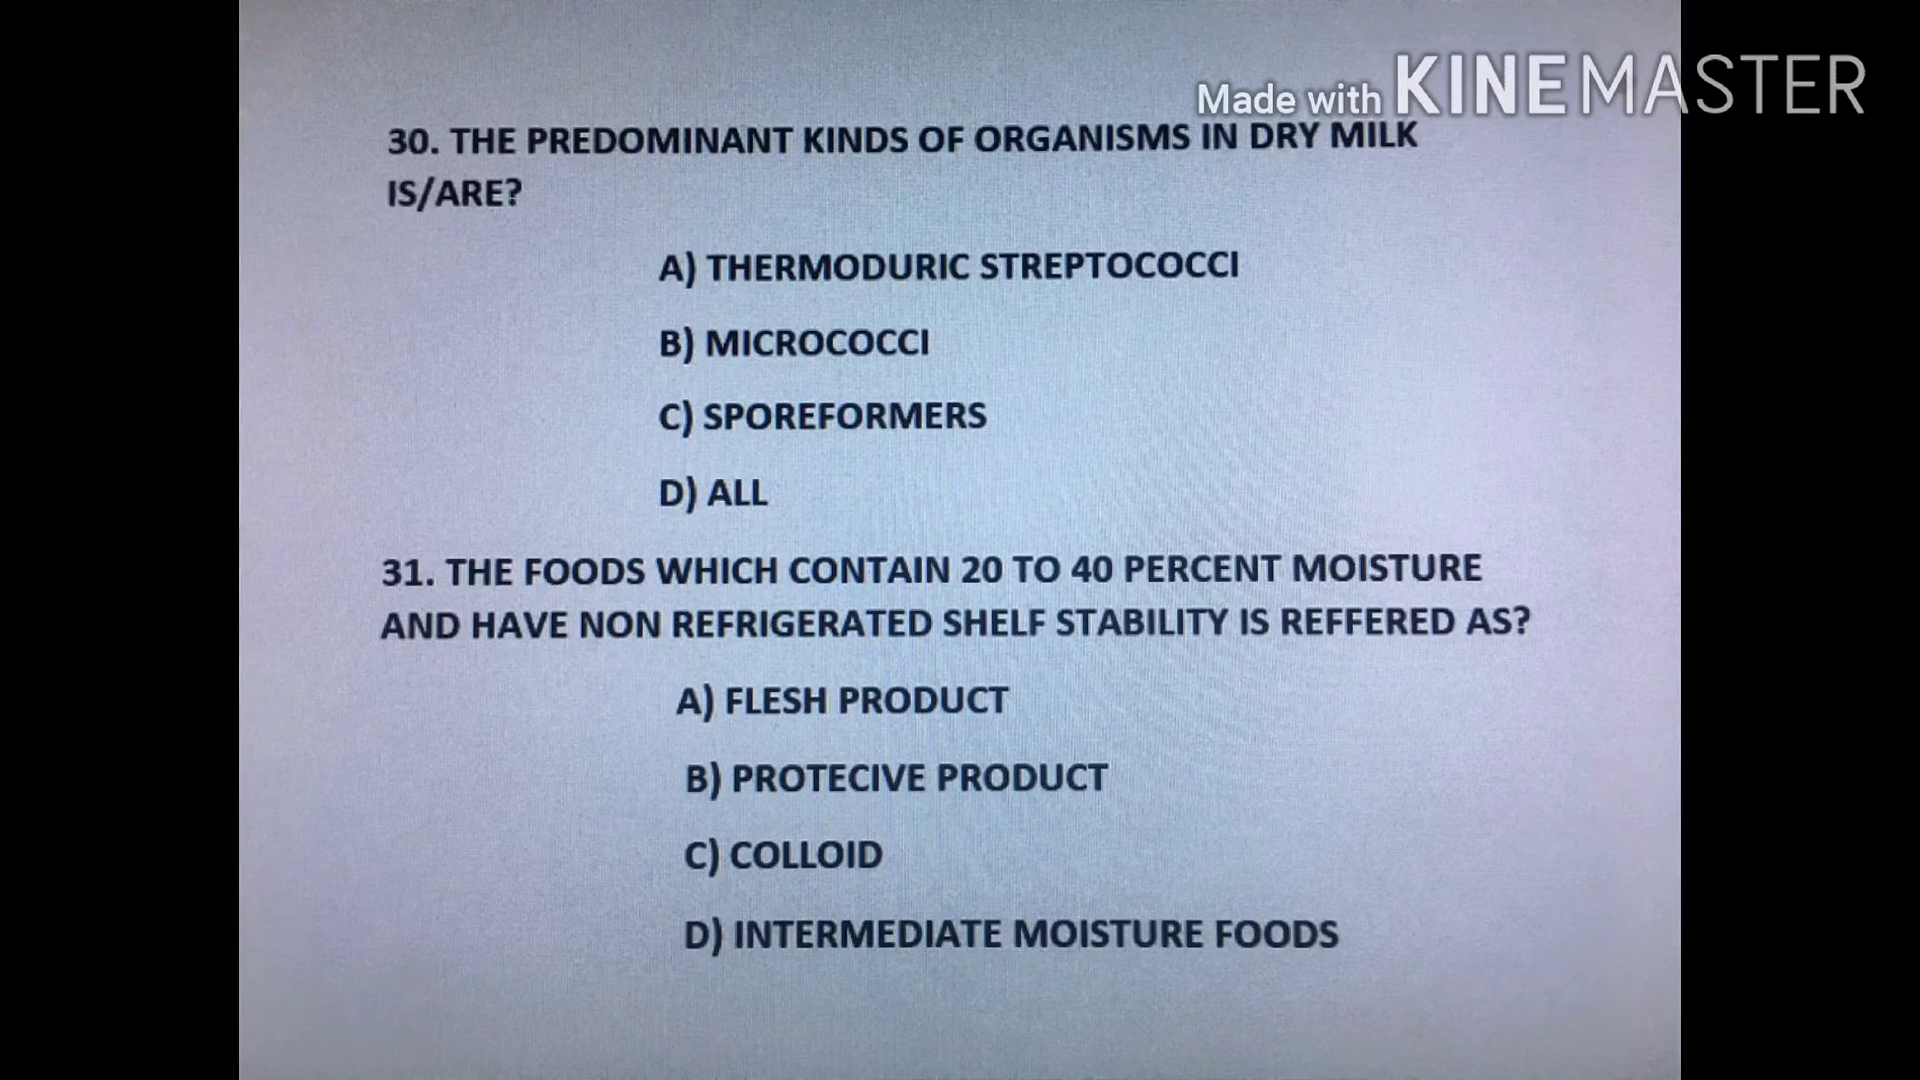 Made with KINEMASTER
30. THE PREDOMINANT KINDS OF ORGANISMS IN DRY MILK
IS/ARE?
A) THERMODURIC STREPTOCOCCI
B) MICROCOCCI
C) SPOREFORMERS
D) ALL
31. THE FOODS WHICH CONTAIN 20 TO 40 PERCENT MOISTURE
AND HAVE NON REFRIGERATED SHELF STABILITY IS REFFERED AS?
A) FLESH PRODUCT
B) PROTECIVE PRODUCT
C) COLLOID
D) INTERMEDIATE MOISTURE FOODS